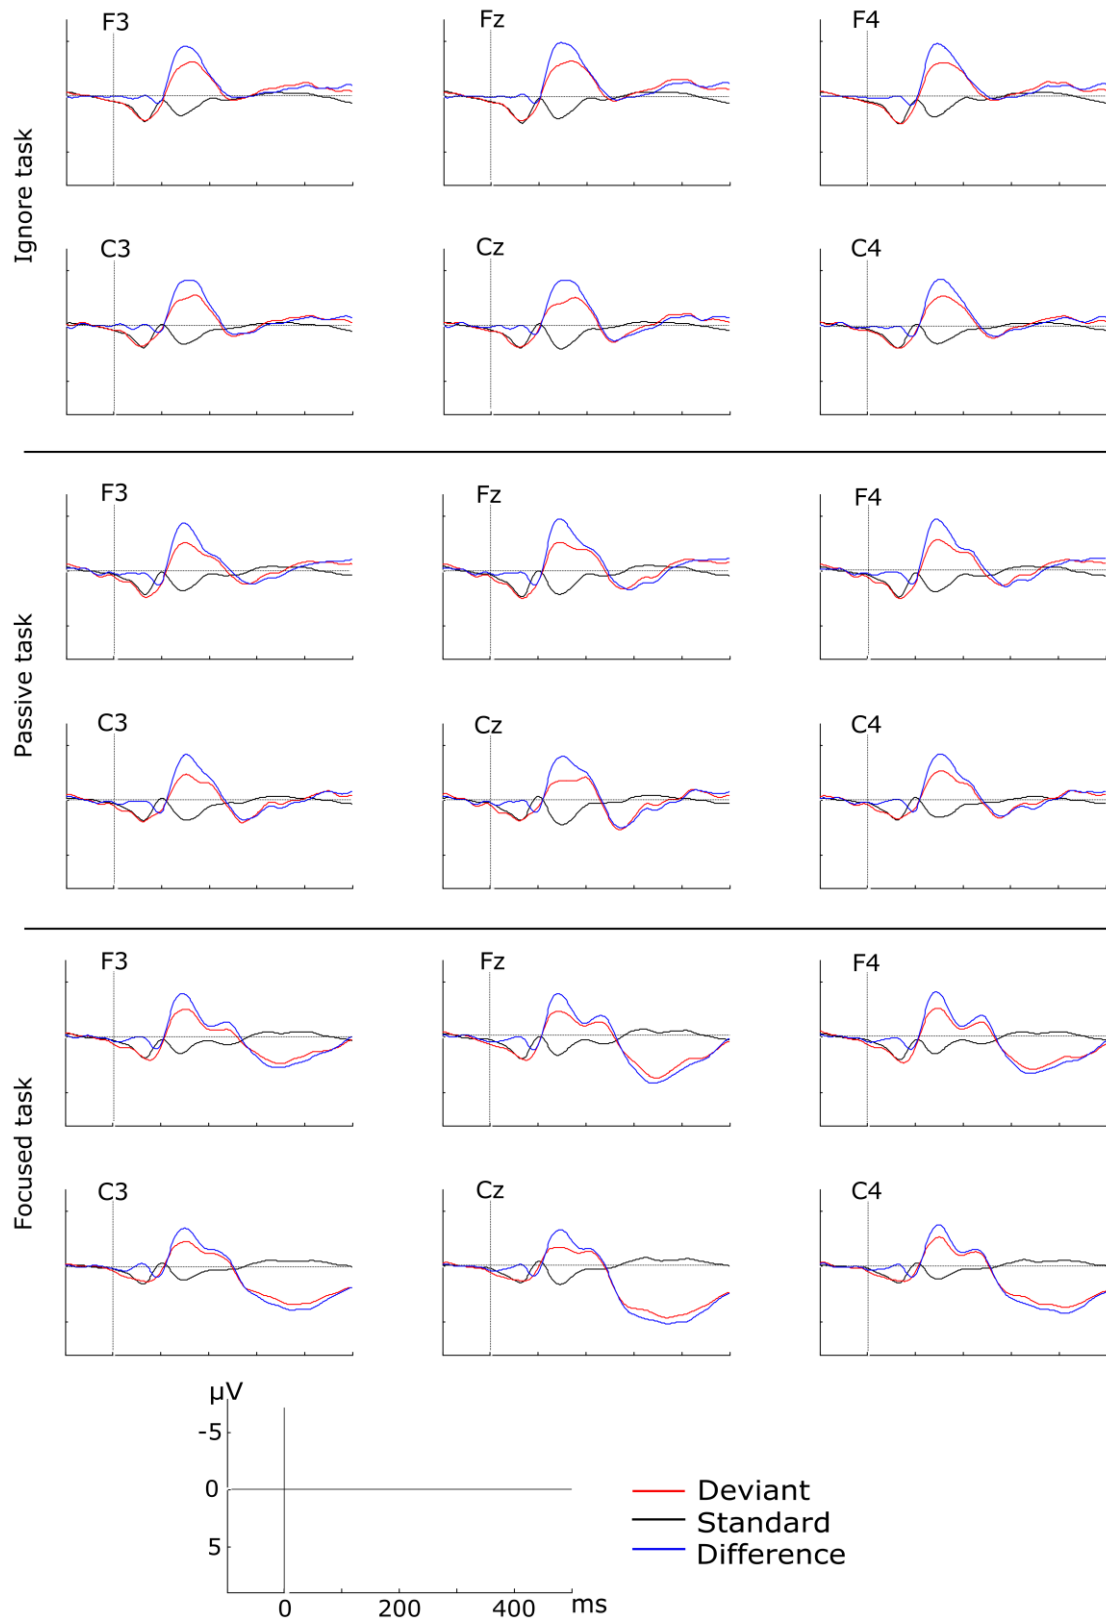 Ignore task
F3 Fz F4
C3 Cz C4
Passive task
F3 Fz F4
C3 Cz C4
Focused task
F3 Fz F4
C3 Cz C4
µV
-5
0
5
0 200 400 ms
Deviant
Standard
Difference